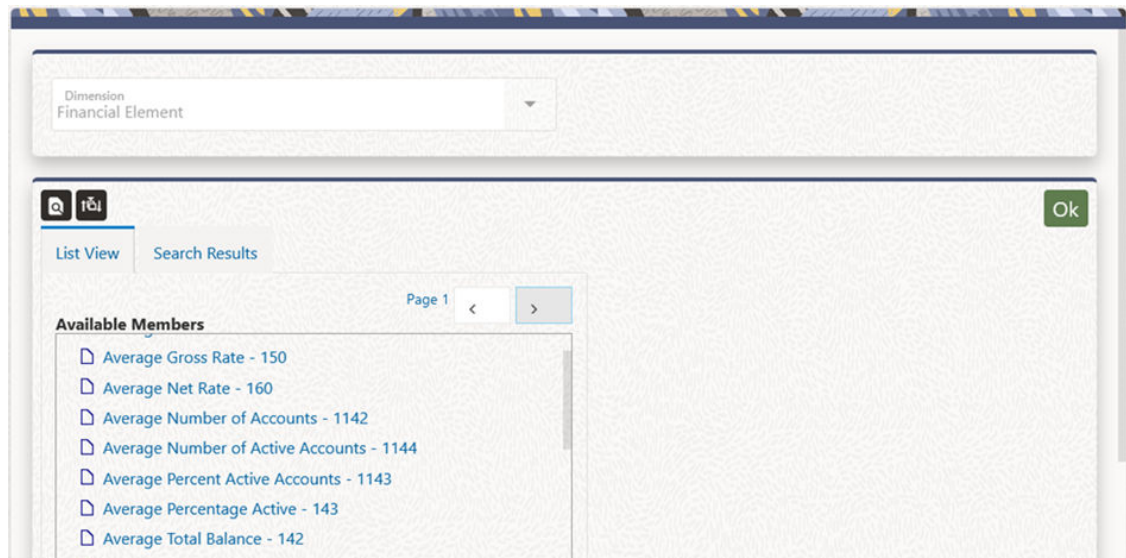 Dimension
Financial Element
Ok
List View
Search Results
Page 1
Available Members
Average Gross Rate - 150
Average Net Rate - 160
Average Number of Accounts - 1142
Average Number of Active Accounts - 1144
Average Percent Active Accounts - 1143
Average Percentage Active - 143
Average Total Balance - 142